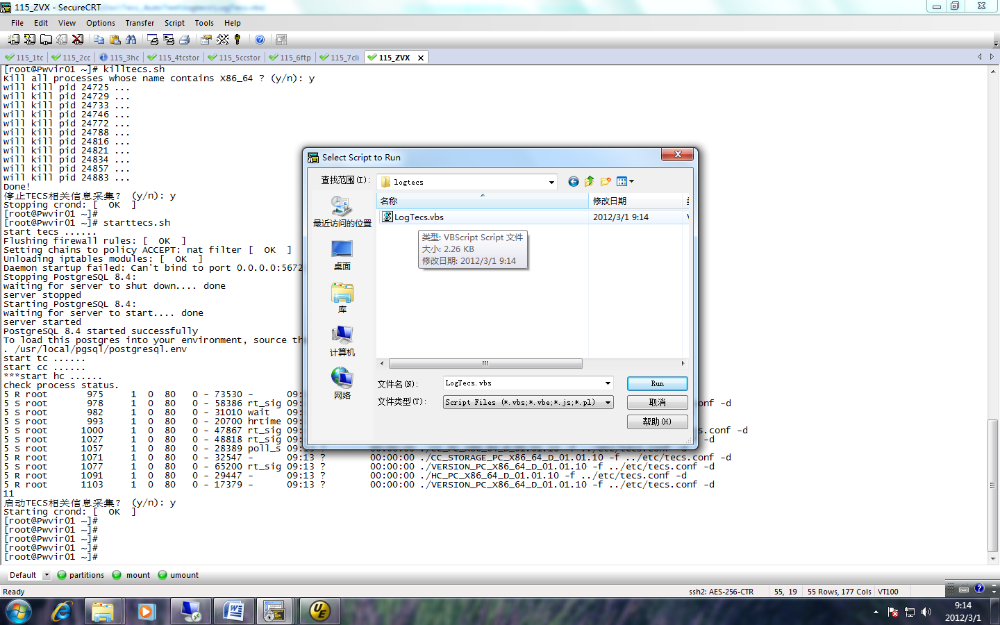 115_ZVX - SecureCRT
File Edit View Options Transfer Script Tools Help
115_1tc 115_2cc 115_3hc 115_4tcstor 115_5ccstor 115_6ftp 115_7cli 115_ZVX
[root@Pwvir01 ~]# killtecs.sh
Kill all processes whose name contains X86_64 ? (y/n): y
will kill pid 24725 ...
will kill pid 24729 ...
will kill pid 24733 ...
will kill pid 24746 ...
will kill pid 24772 ...
will kill pid 24788 ...
will kill pid 24816 ...
will kill pid 24821 ...
will kill pid 24834 ...
will kill pid 24857 ...
will kill pid 24883 ...
Done!
停止TECS相关信息采集? (y/n): y
Stopping crond: [ OK ]
[root@Pwvir01 ~]#
[root@Pwvir01 ~]# starttecs.sh
start tecs ......
Flushing firewall rules: [ OK ]
Setting chains to policy ACCEPT: nat filter [ OK ]
Unloading iptables modules: [ OK ]
Daemon startup failed: Can't bind to port 0.0.0.0:5672
Stopping PostgreSQL 8.4:
waiting for server to shut down.... done
server stopped
Starting PostgreSQL 8.4:
waiting for server to start.... done
server started
PostgreSQL 8.4 started successfully
To load this postgres into your environment, source th
. /usr/local/pgsql/postgresql.env
start tc ......
start cc ......
***start hc ......
check process status.
5 R root 975 1 0 80 0 - 73530 - 09:
5 S root 978 1 0 80 0 - 58386 rt_sig 09: onf -d
5 S root 982 1 0 80 0 - 31010 wait 09:
5 S root 993 1 0 80 0 - 20700 hrtime 09:
5 S root 1000 1 0 80 0 - 47867 rt_sig 09: s.conf -d
5 S root 1027 1 0 80 0 - 48818 rt_sig 09: -d
5 S root 1057 1 0 80 0 - 28389 poll_s 09:13 ? 00:00:00 ./CC_PC_X86_64_D_01.01.10 -f ../etc/tecs.conf -d
5 R root 1071 1 0 80 0 - 32547 - 09:13 ? 00:00:00 ./CC_STORAGE_PC_X86_64_D_01.01.10 -f ../etc/tecs.conf -d
5 S root 1077 1 0 80 0 - 65200 rt_sig 09:13 ? 00:00:00 ./VERSION_PC_X86_64_D_01.01.10 -f ../etc/tecs.conf -d
5 R root 1091 1 0 80 0 - 29447 - 09:13 ? 00:00:00 ./HC_PC_X86_64_D_01.01.10 -f ../etc/tecs.conf -d
5 R root 1103 1 0 80 0 - 17379 - 09:13 ? 00:00:00 ./VERSION_PC_X86_64_D_01.01.10 -f ../etc/tecs.conf -d
11
启动TECS相关信息采集? (y/n): y
Starting crond: [ OK ]
[root@Pwvir01 ~]#
[root@Pwvir01 ~]#
[root@Pwvir01 ~]#
[root@Pwvir01 ~]#
[root@Pwvir01 ~]#
Select Script to Run
查找范围(I): logtecs
最近访问的位置
桌面
库
计算机
网络
名称 修改日期
LogTecs.vbs 2012/3/1 9:14
类型: VBScript Script 文件
大小: 2.26 KB
修改日期: 2012/3/1 9:14
文件名(N): LogTecs.vbs Run
文件类型(T): Script Files (*.vbs;*.vbe;*.js;*.pl) 取消
帮助(H)
Default partitions mount umount
Ready ssh2: AES-256-CTR 55, 19 55 Rows, 177 Cols VT100
9:14
2012/3/1